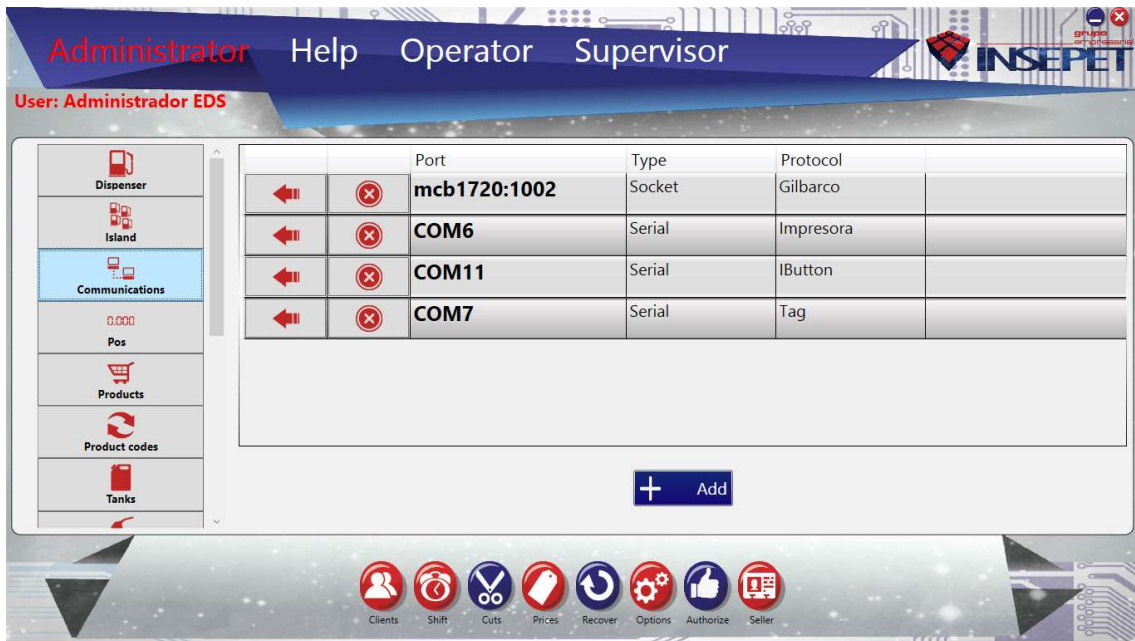 Administrator Help Operator Supervisor
grupo
empresarial
INSEPET
User: Administrador EDS
Dispenser
Island
Communications
0.000
Pos
Products
Product codes
Tanks
Port Type Protocol
mcb1720:1002 Socket Gilbarco
COM6 Serial Impresora
COM11 Serial IButton
COM7 Serial Tag
+ Add
Clients Shift Cuts Prices Recover Options Authorize Seller